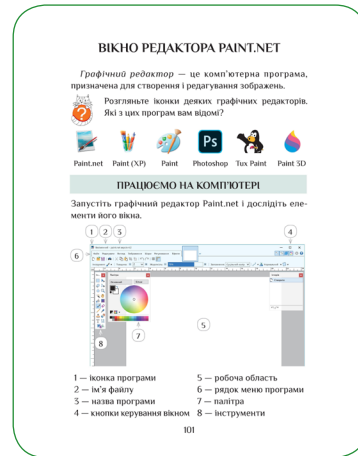 ВІКНО РЕДАКТОРА PAINT.NET
Графічний редактор — це комп'ютерна програма,
призначена для створення і редагування зображень.
Розгляньте іконки деяких графічних редакторів.
Які з цих програм вам відомі?
?
Ps
Paint.net Paint (XP) Paint Photoshop Tux Paint Paint 3D
ПРАЦЮЄМО НА КОМП'ЮТЕРІ
Запустіть графічний редактор Paint.net і дослідіть еле-
менти його вікна.
1 2 3 4
6
5
7
8
1 — іконка програми
2 — ім'я файлу
3 — назва програми
4 — кнопки керування вікном
5 — робоча область
6 — рядок меню програми
7 — палітра
8 — інструменти
101